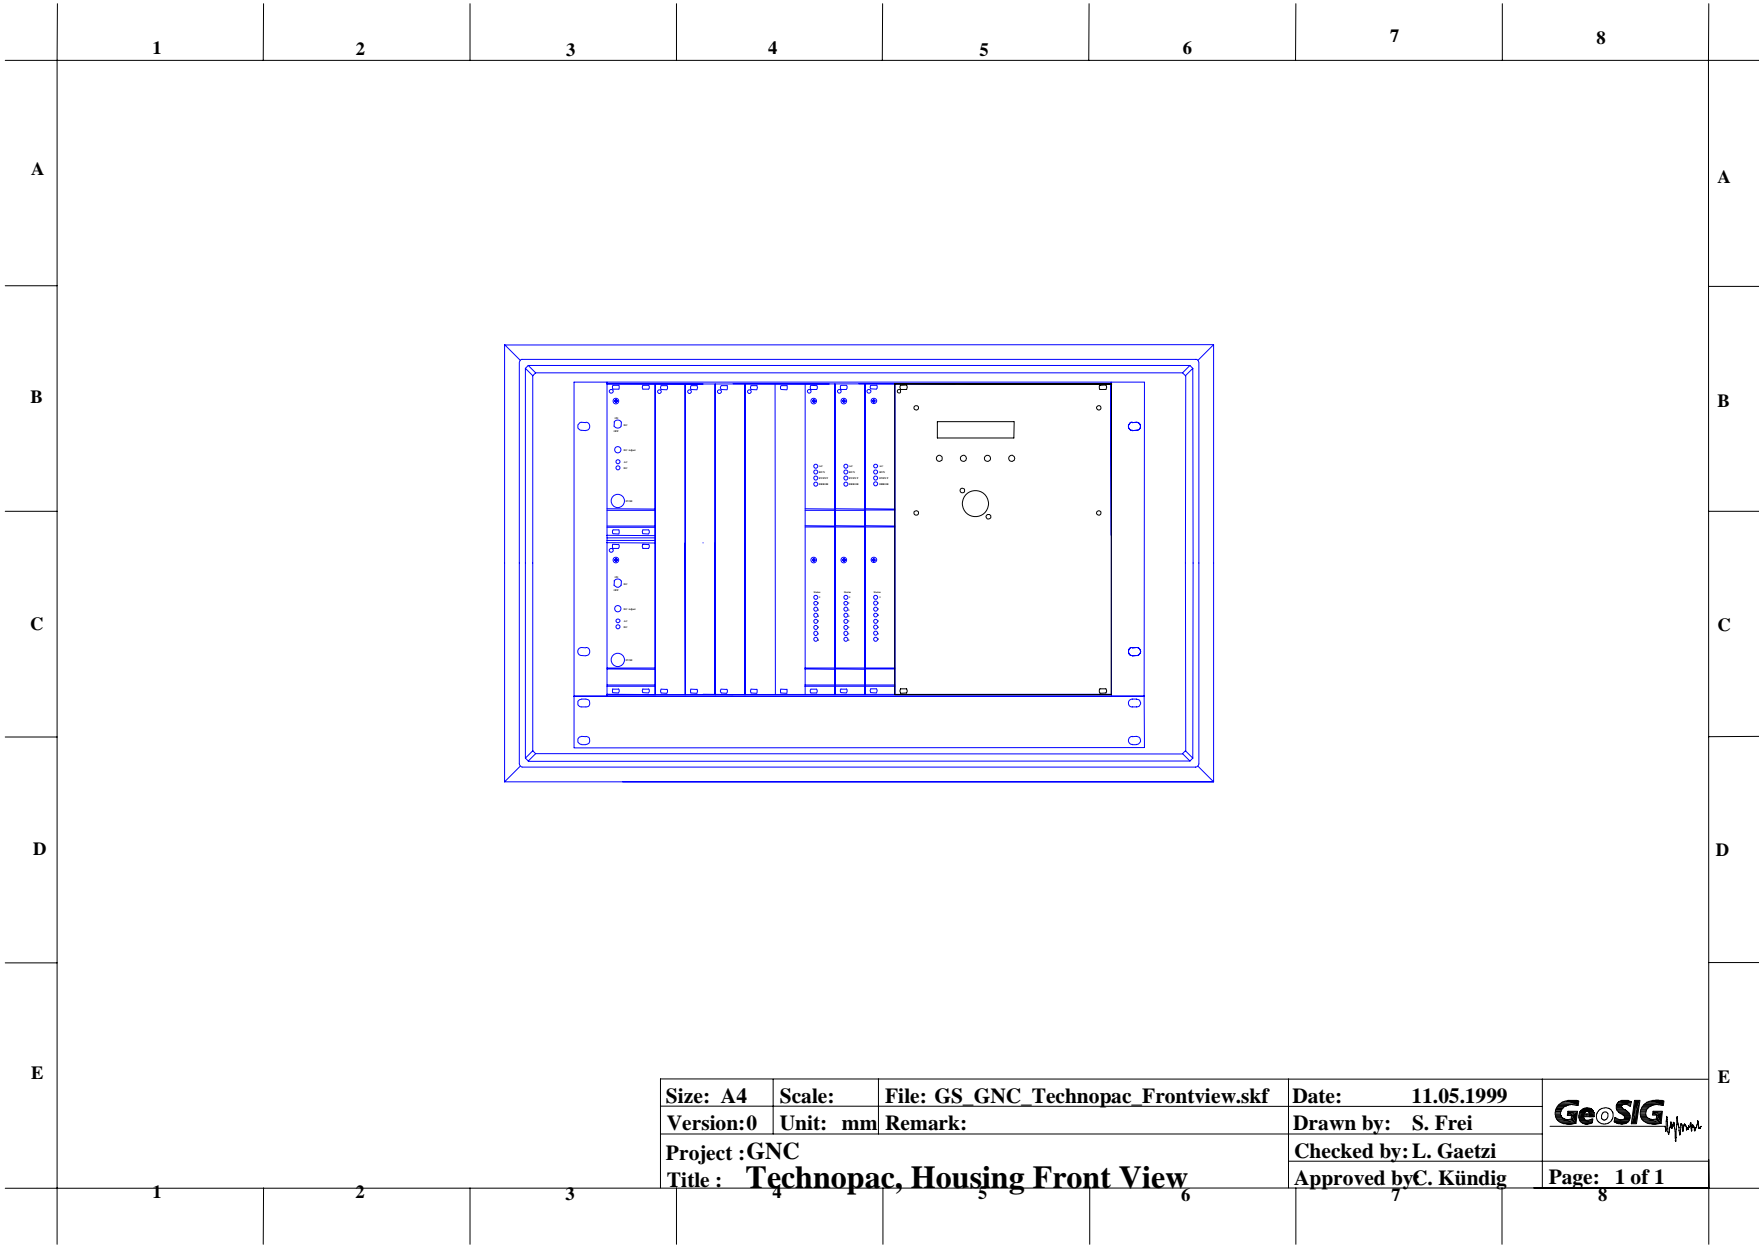 1 2 3 4 5 6 7 8
A A
B B
C C
D D
E E
Size: A4 Scale: File: GS_GNC_Technopac_Frontview.skf Date: 11.05.1999
GeoSIG
Version:0 Unit: mm Remark: Drawn by: S. Frei
Project :GNC Checked by: L. Gaetzi
Title : Technopac, Housing Front View Approved by: C. Kündig Page: 1 of 1
1 2 3 4 5 6 7 8